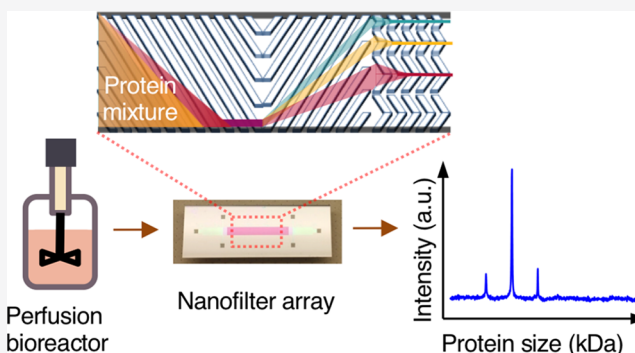 Protein
mixture
Perfusion
bioreactor
Nanofilter array
Intensity (a.u.)
Protein size (kDa)